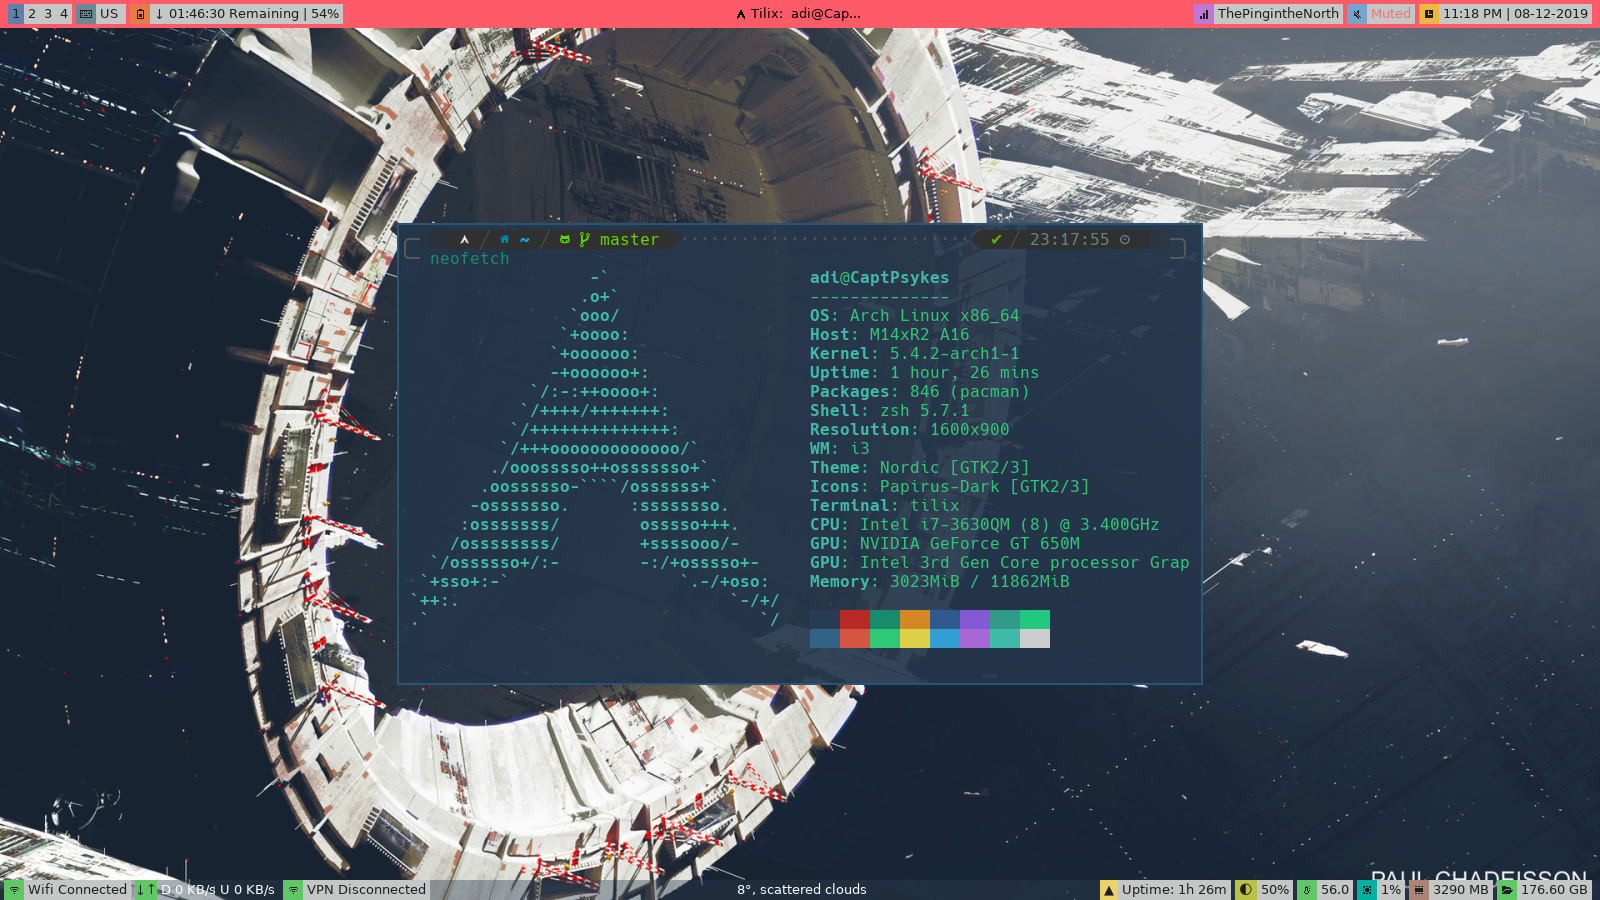 1 2 3 4 US ↓ 01:46:30 Remaining | 54% Tilix: adi@Cap... ThePingintheNorth Muted 11:18 PM | 08-12-2019
~ master ✔ 23:17:55
neofetch
-`
.o+`
`ooo/
`+oooo:
`+oooooo:
-+oooooo+:
`/:-:++oooo+:
`/++++/+++++++:
`/++++++++++++++:
`/+++ooooooooooooo/`
./ooosssso++osssssso+`
.oossssso-````/ossssss+`
-osssssso. :ssssssso.
:osssssss/ osssso+++.
/ossssssss/ +ssssooo/-
`/ossssso+/:- -:/+osssso+-
`+sso+:-` `.-/+oso:
`++:. `-/+/
.` `/
adi@CaptPsykes
--------------
OS: Arch Linux x86_64
Host: M14xR2 A16
Kernel: 5.4.2-arch1-1
Uptime: 1 hour, 26 mins
Packages: 846 (pacman)
Shell: zsh 5.7.1
Resolution: 1600x900
WM: i3
Theme: Nordic [GTK2/3]
Icons: Papirus-Dark [GTK2/3]
Terminal: tilix
CPU: Intel i7-3630QM (8) @ 3.400GHz
GPU: NVIDIA GeForce GT 650M
GPU: Intel 3rd Gen Core processor Grap
Memory: 3023MiB / 11862MiB
PAUL CHADEISSON
Wifi Connected ↓↑ D 0 KB/s U 0 KB/s VPN Disconnected 8°, scattered clouds Uptime: 1h 26m 50% 56.0 1% 3290 MB 176.60 GB